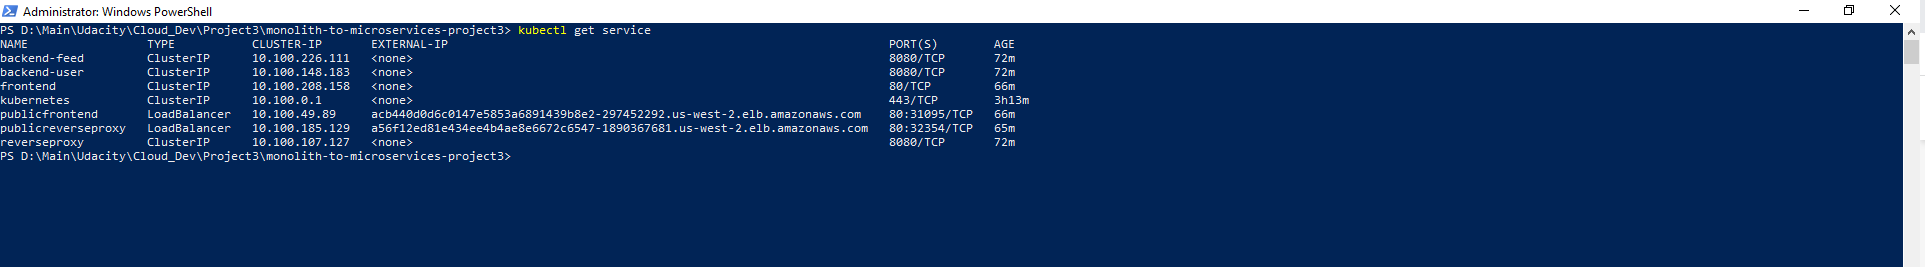 Administrator: Windows PowerShell
PS D:\Main\Udacity\Cloud_Dev\Project3\monolith-to-microservices-project3> kubectl get service
NAME TYPE CLUSTER-IP EXTERNAL-IP PORT(S) AGE
backend-feed ClusterIP 10.100.226.111 <none> 8080/TCP 72m
backend-user ClusterIP 10.100.148.183 <none> 8080/TCP 72m
frontend ClusterIP 10.100.208.158 <none> 80/TCP 66m
kubernetes ClusterIP 10.100.0.1 <none> 443/TCP 3h13m
publicfrontend LoadBalancer 10.100.49.89 acb440d0d6c0147e5853a6891439b8e2-297452292.us-west-2.elb.amazonaws.com 80:31095/TCP 66m
publicreverseproxy LoadBalancer 10.100.185.129 a56f12ed81e434ee4b4ae8e6672c6547-1890367681.us-west-2.elb.amazonaws.com 80:32354/TCP 65m
reverseproxy ClusterIP 10.100.107.127 <none> 8080/TCP 72m
PS D:\Main\Udacity\Cloud_Dev\Project3\monolith-to-microservices-project3>